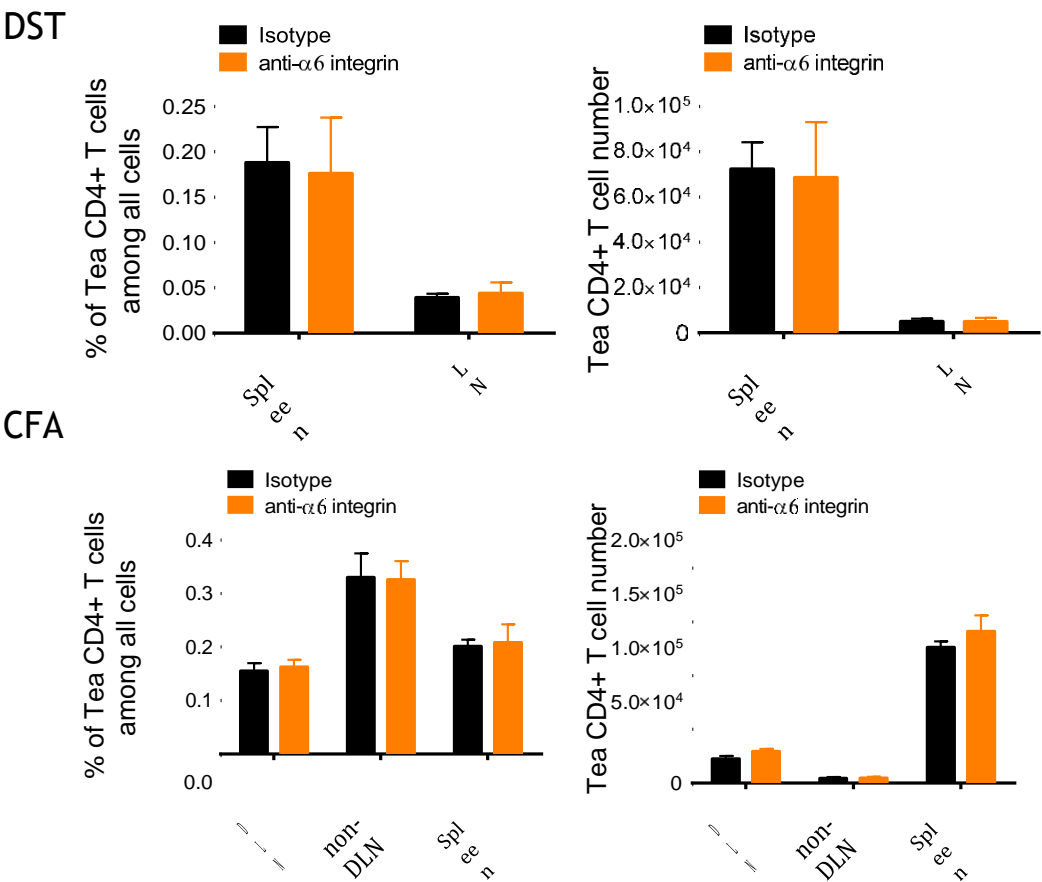 DST
Isotype
anti-α6 integrin
% of Tea CD4+ T cells
among all cells
0.25
0.20
0.15
0.10
0.05
0.00
Spl
ee
n
L
N
Isotype
anti-α6 integrin
Tea CD4+ T cell number
1.0×10⁵
8.0×10⁴
6.0×10⁴
4.0×10⁴
2.0×10⁴
0
Spl
ee
n
L
N
CFA
Isotype
anti-α6 integrin
% of Tea CD4+ T cells
among all cells
0.4
0.3
0.2
0.1
0.0
D
L
N
non-
DLN
Spl
ee
n
Isotype
anti-α6 integrin
Tea CD4+ T cell number
2.0×10⁵
1.5×10⁵
1.0×10⁵
5.0×10⁴
0
D
L
N
non-
DLN
Spl
ee
n